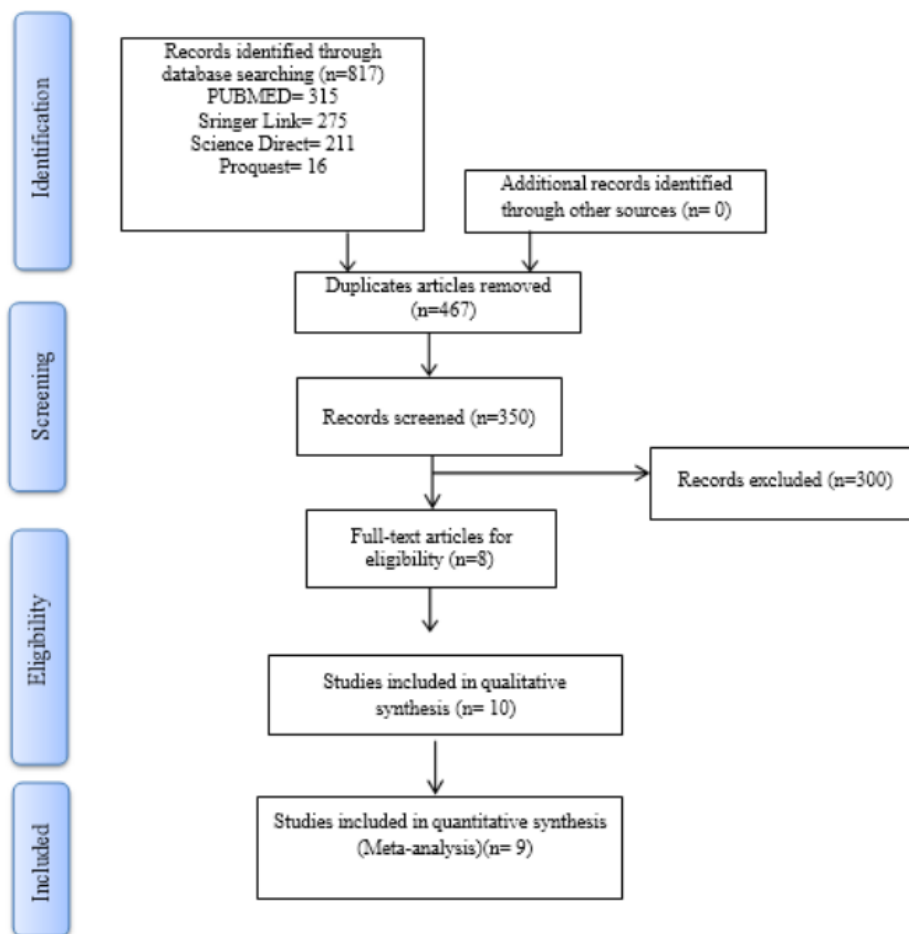 Identification
Records identified through
database searching (n=817)
PUBMED= 315
Sringer Link= 275
Science Direct= 211
Proquest= 16
Additional records identified
through other sources (n= 0)
Duplicates articles removed
(n=467)
Screening
Records screened (n=350)
Records excluded (n=300)
Eligibility
Full-text articles for
eligibility (n=8)
Studies included in qualitative
synthesis (n= 10)
Included
Studies included in quantitative synthesis
(Meta-analysis)(n= 9)